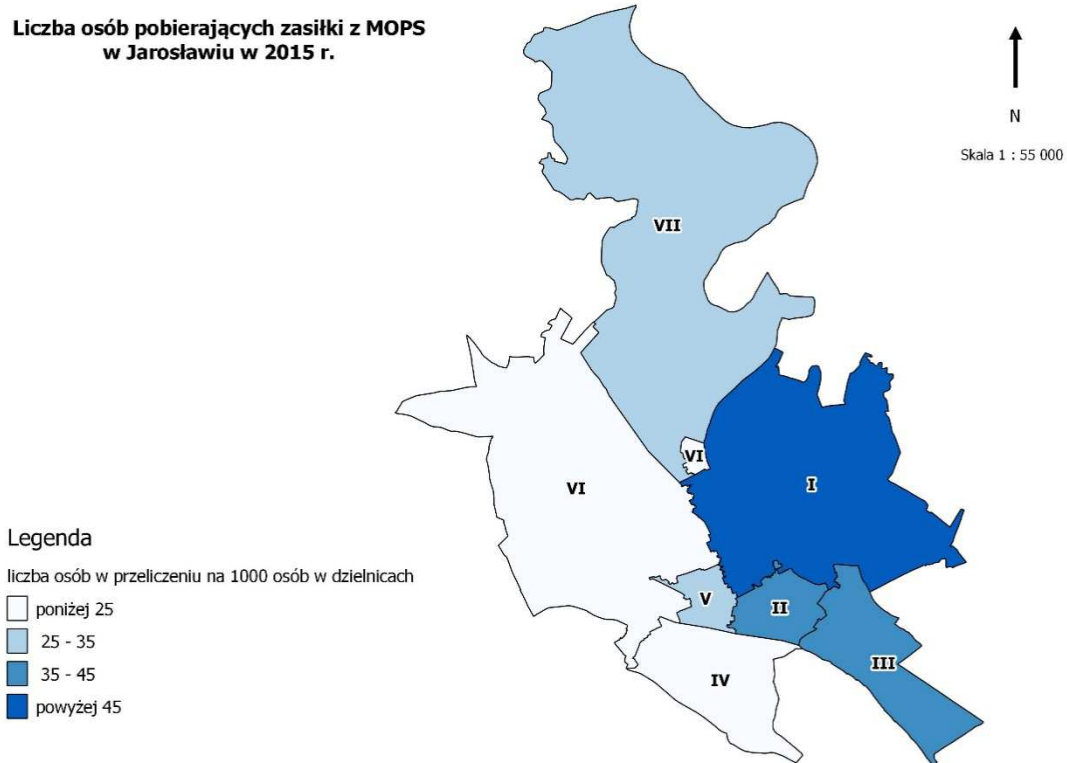 Liczba osób pobierających zasiłki z MOPS
w Jarosławiu w 2015 r.
N
Skala 1 : 55 000
VII
VI
VI
I
V
II
III
IV
Legenda
liczba osób w przeliczeniu na 1000 osób w dzielnicach
poniżej 25
25 - 35
35 - 45
powyżej 45